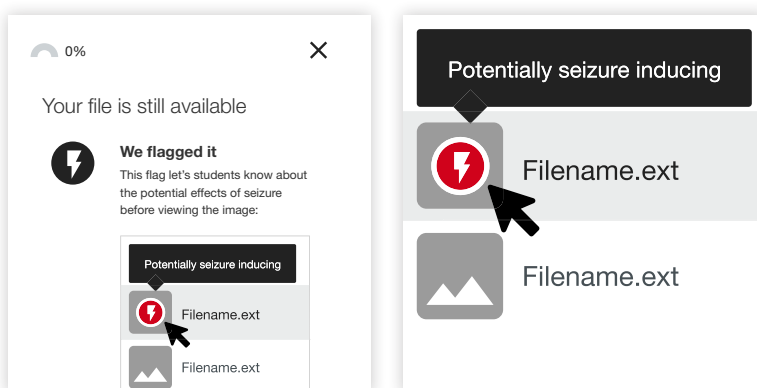 0%
Your file is still available
We flagged it
This flag let's students know about
the potential effects of seizure
before viewing the image:
Potentially seizure inducing
Filename.ext
Filename.ext
Potentially seizure inducing
Filename.ext
Filename.ext